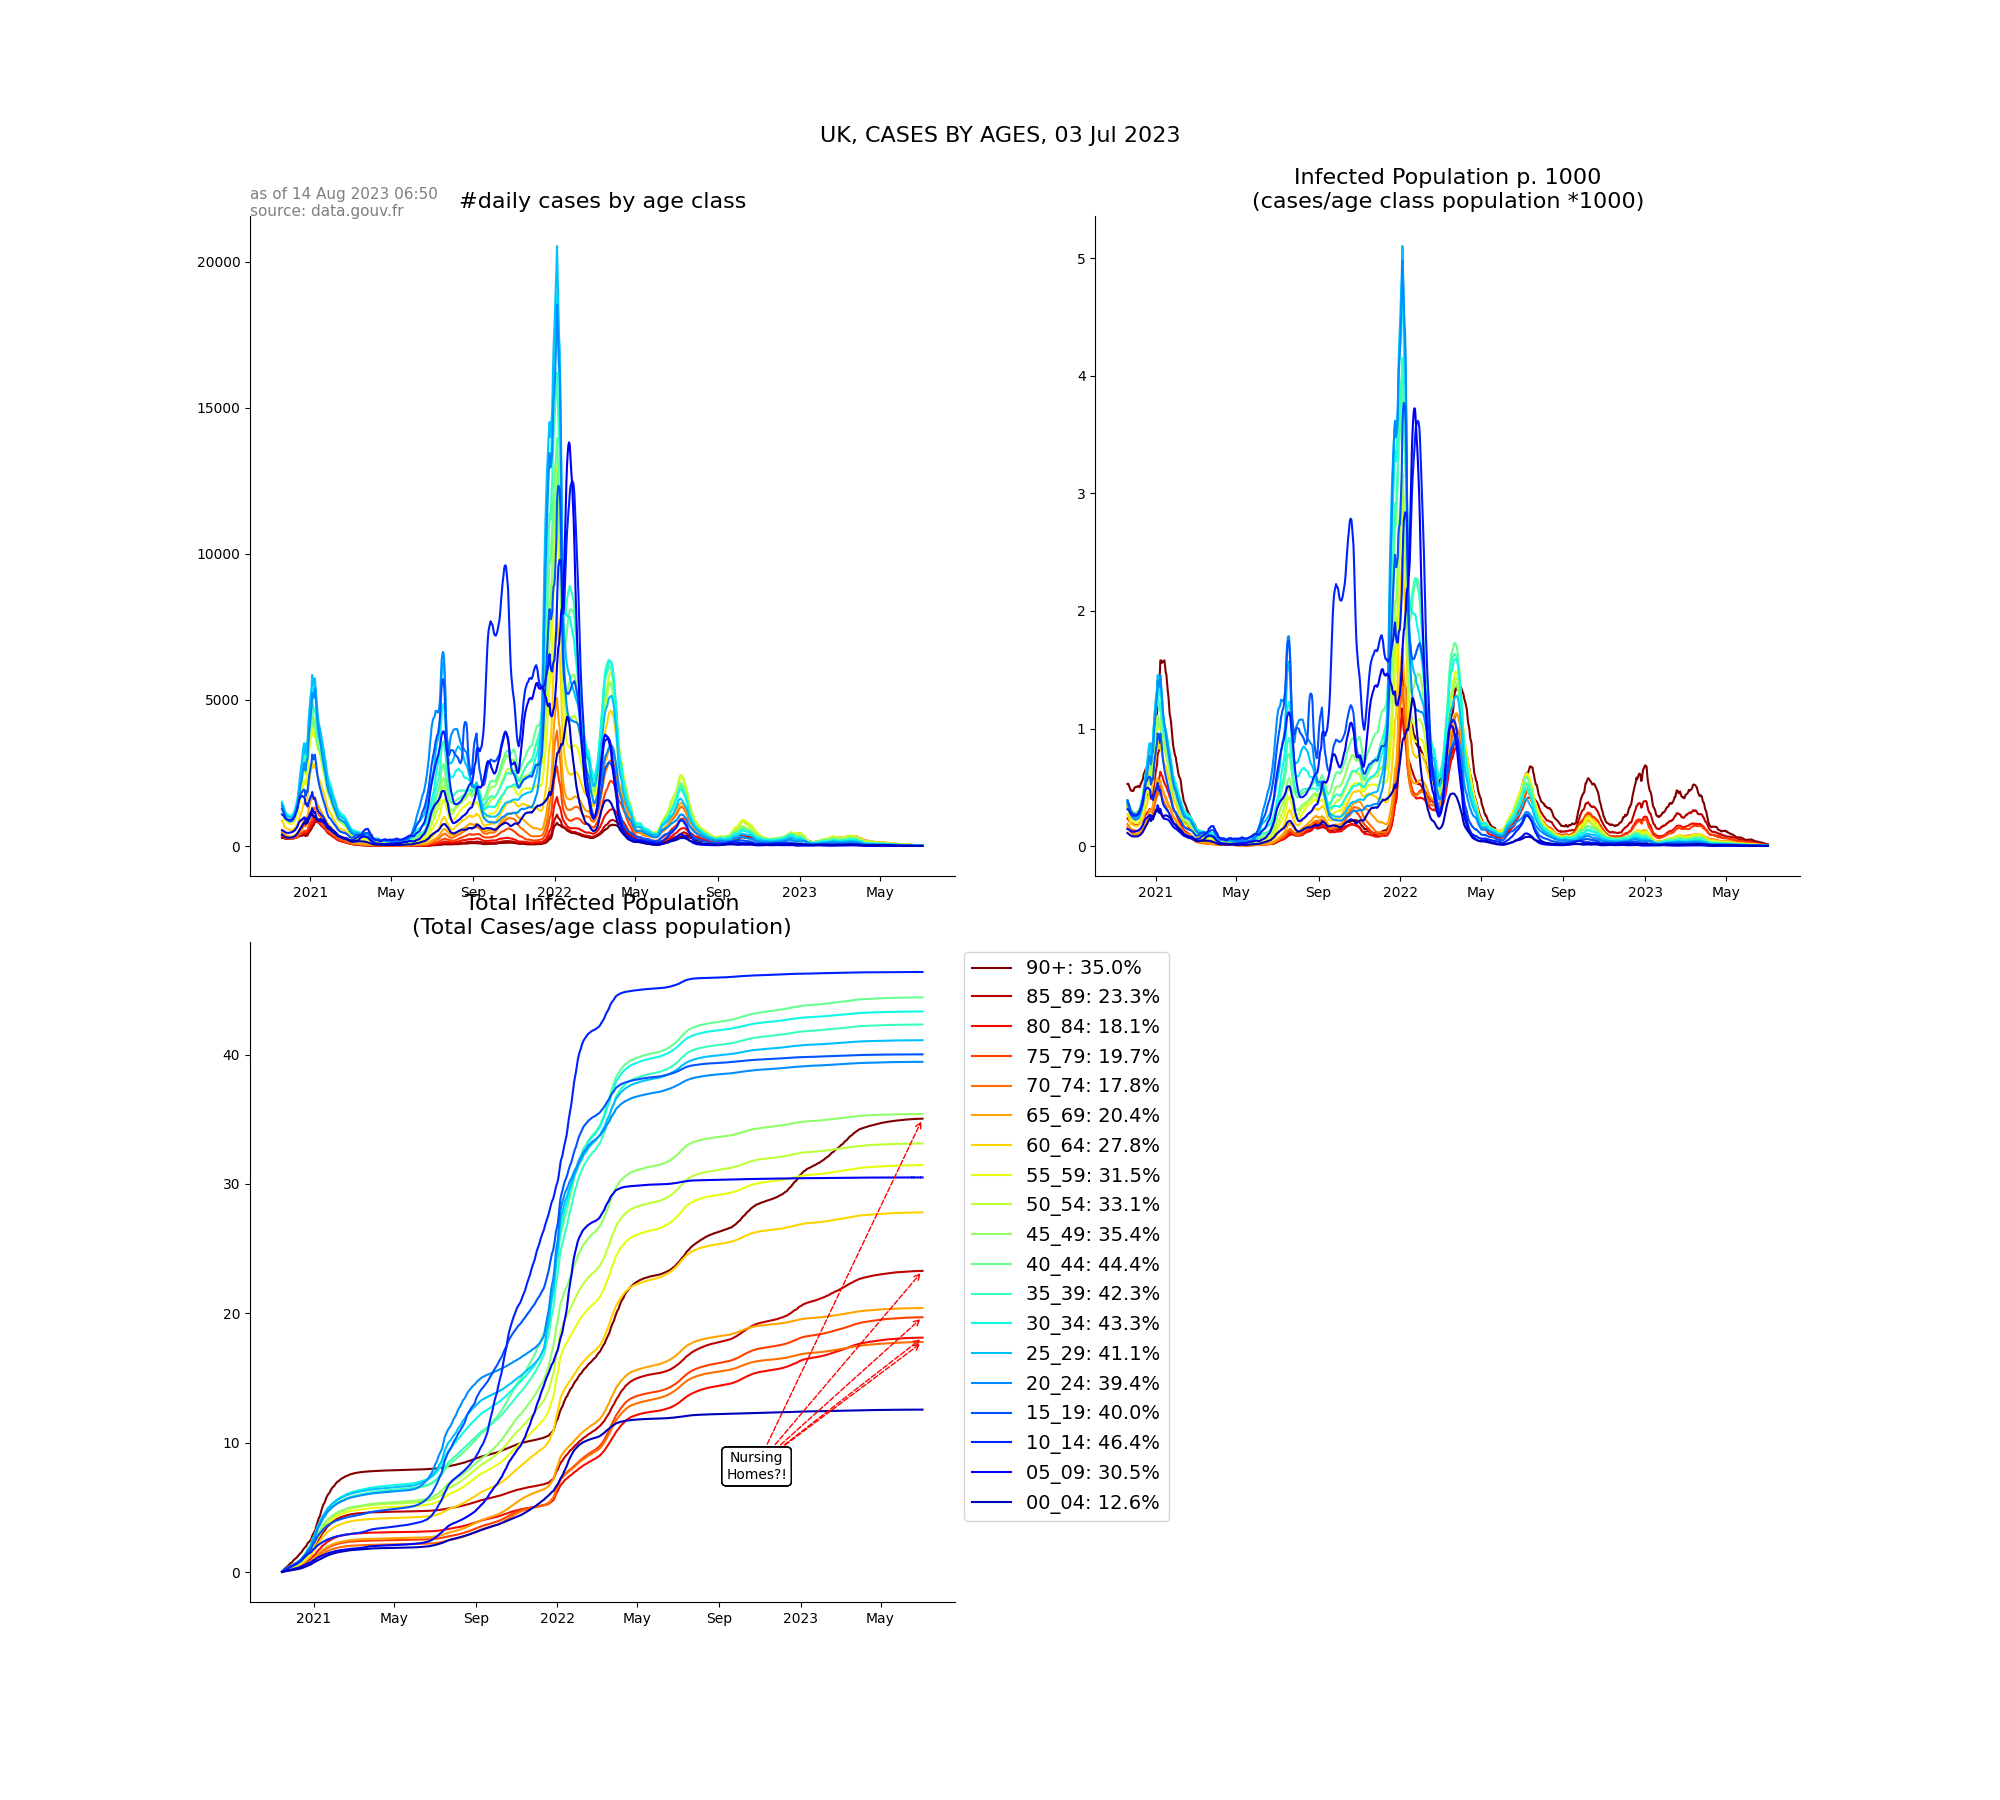 UK, CASES BY AGES, 03 Jul 2023
as of 14 Aug 2023 06:50
source: data.gouv.fr
#daily cases by age class
20000
15000
10000
5000
0
2021 May Sep 2022 May Sep 2023 May
Infected Population p. 1000
(cases/age class population *1000)
5
4
3
2
1
0
2021 May Sep 2022 May Sep 2023 May
Total Infected Population
(Total Cases/age class population)
40
30
20
10
0
2021 May Sep 2022 May Sep 2023 May
Nursing
Homes?!
90+: 35.0%
85_89: 23.3%
80_84: 18.1%
75_79: 19.7%
70_74: 17.8%
65_69: 20.4%
60_64: 27.8%
55_59: 31.5%
50_54: 33.1%
45_49: 35.4%
40_44: 44.4%
35_39: 42.3%
30_34: 43.3%
25_29: 41.1%
20_24: 39.4%
15_19: 40.0%
10_14: 46.4%
05_09: 30.5%
00_04: 12.6%